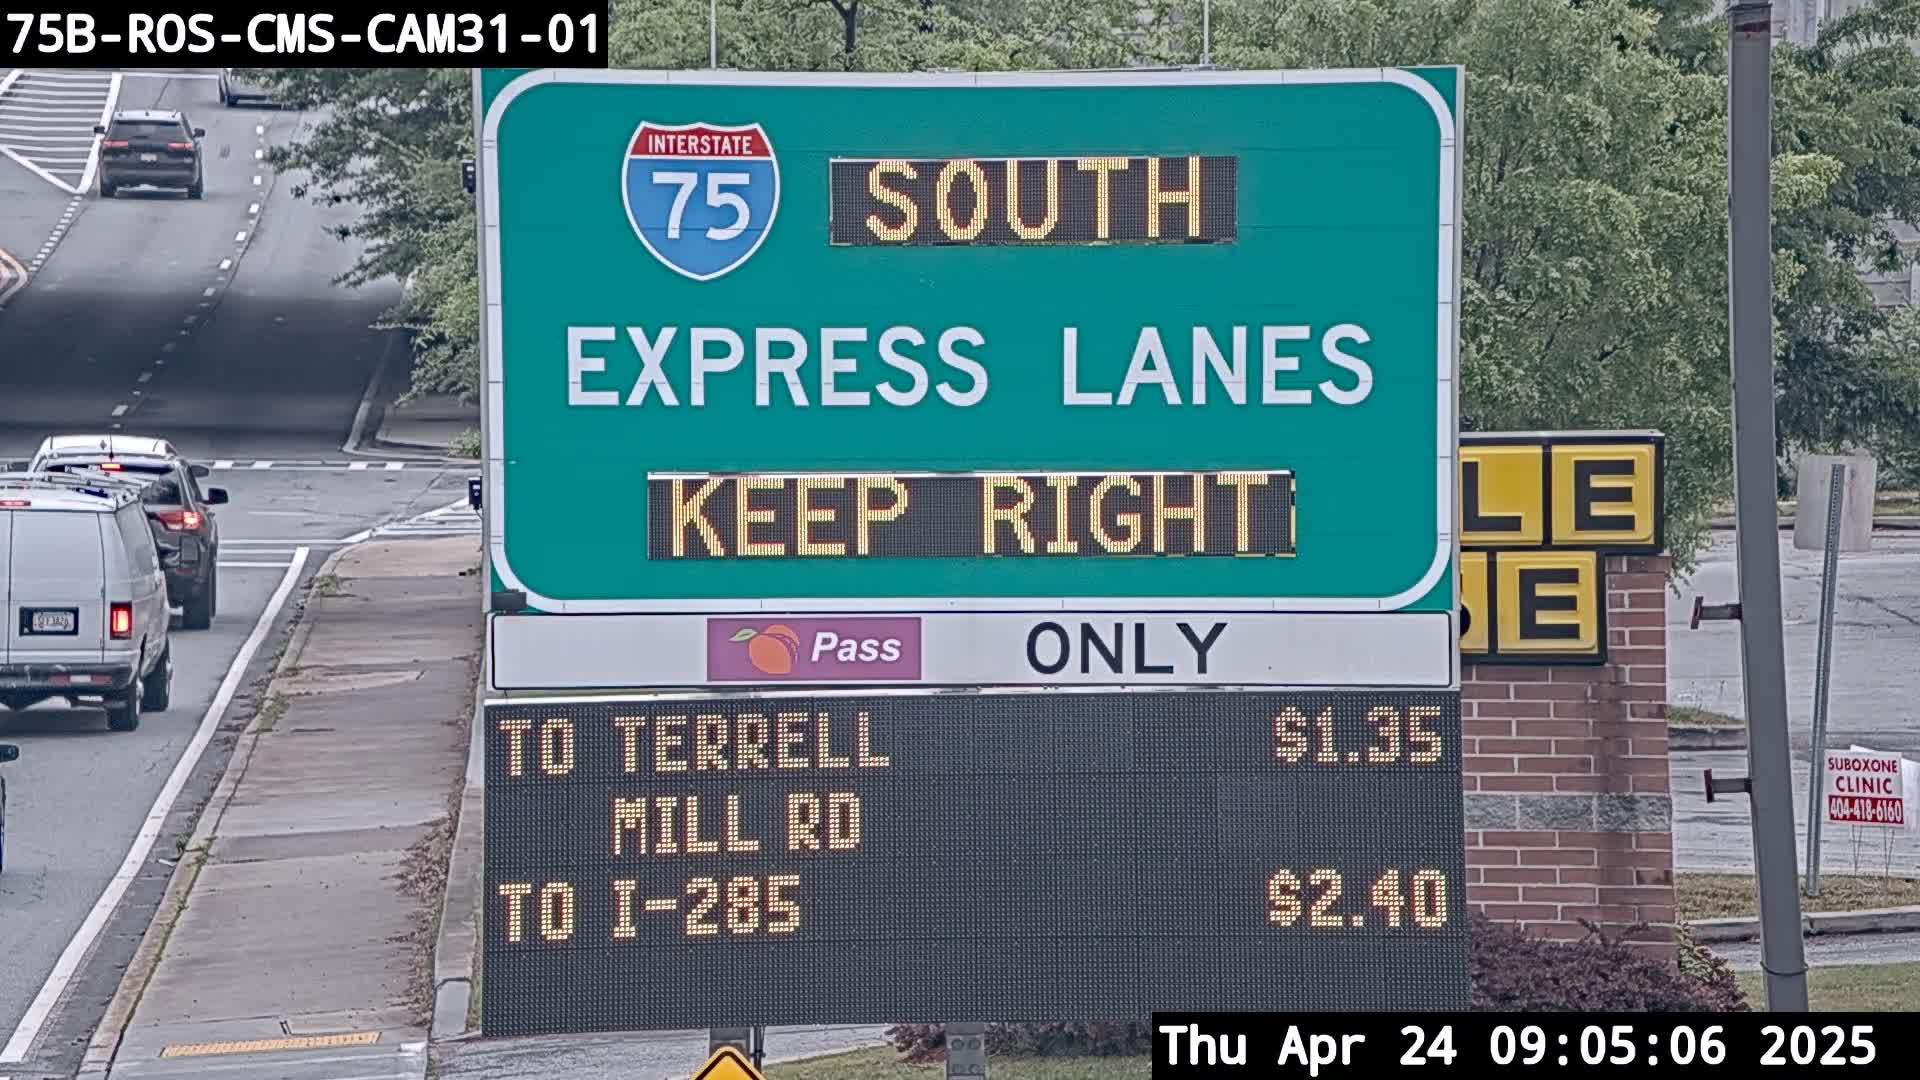 75B-ROS-CMS-CAM31-01
INTERSTATE
75
SOUTH
EXPRESS LANES
KEEP RIGHT
Pass ONLY
TO TERRELL $1.35
MILL RD
TO I-285 $2.40
LE
E
SUBOXONE
CLINIC
404-418-6160
Thu Apr 24 09:05:06 2025